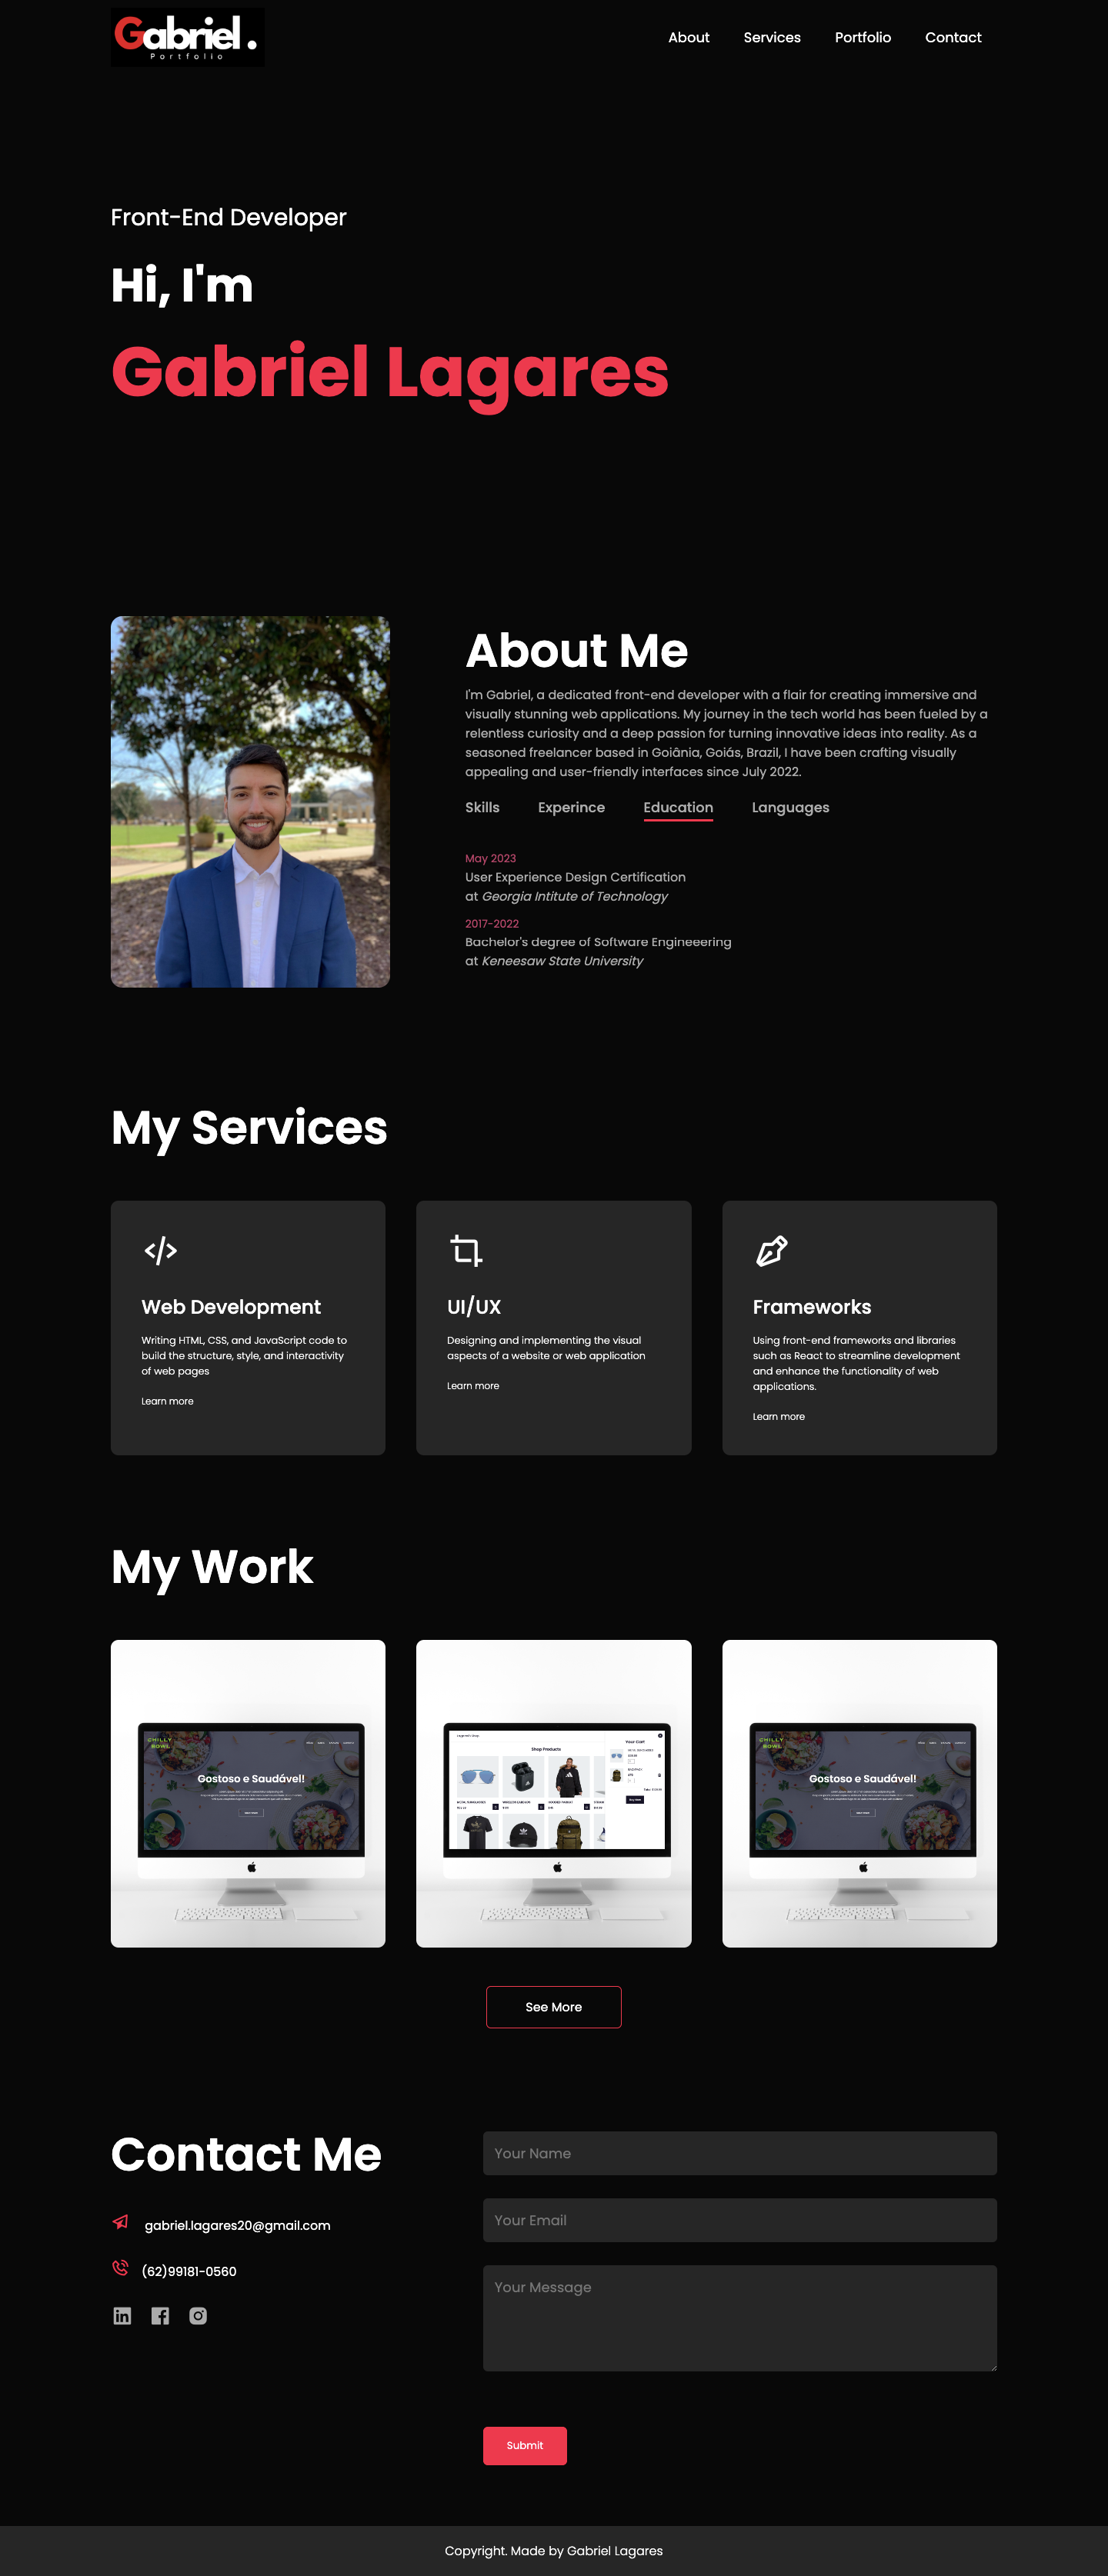 Gabriel.
Portfolio
About Services Portfolio Contact
Front-End Developer
Hi, I'm
Gabriel Lagares
About Me
I'm Gabriel, a dedicated front-end developer with a flair for creating immersive and
visually stunning web applications. My journey in the tech world has been fueled by a
relentless curiosity and a deep passion for turning innovative ideas into reality. As a
seasoned freelancer based in Goiânia, Goiás, Brazil, I have been crafting visually
appealing and user-friendly interfaces since July 2022.
Skills Experince Education Languages
May 2023
User Experience Design Certification
at Georgia Intitute of Technology
2017-2022
Bachelor's degree of Software Engineeering
at Keneesaw State University
My Services
Web Development
Writing HTML, CSS, and JavaScript code to
build the structure, style, and interactivity
of web pages
Learn more
UI/UX
Designing and implementing the visual
aspects of a website or web application
Learn more
Frameworks
Using front-end frameworks and libraries
such as React to streamline development
and enhance the functionality of web
applications.
Learn more
My Work
CHILLY
BOWL
Gostoso e Saudável!
Shop Products
Your Cart
CHILLY
BOWL
Gostoso e Saudável!
See More
Contact Me
gabriel.lagares20@gmail.com
(62)99181-0560
Your Name
Your Email
Your Message
Submit
Copyright. Made by Gabriel Lagares